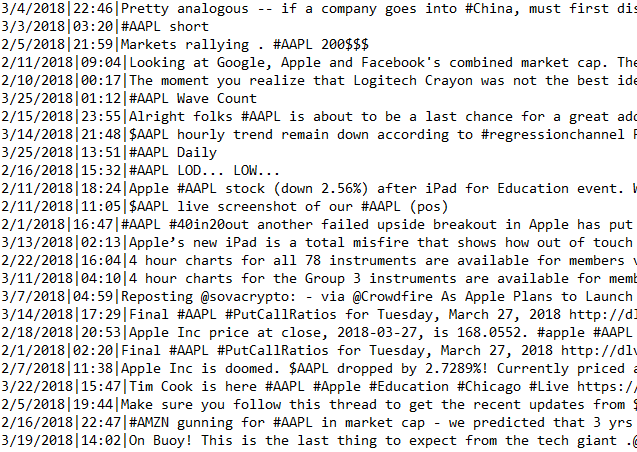 3/4/2018|22:46|Pretty analogous -- if a company goes into #China, must first dis
3/3/2018|03:20|#AAPL short
2/5/2018|21:59|Markets rallying . #AAPL 200$$$
2/11/2018|09:04|Looking at Google, Apple and Facebook's combined market cap. The
2/10/2018|00:17|The moment you realize that Logitech Crayon was not the best ide
3/25/2018|01:12|#AAPL Wave Count
2/15/2018|23:55|Alright folks #AAPL is about to be a last chance for a great add
3/14/2018|21:48|$AAPL hourly trend remain down according to #regressionchannel
3/25/2018|13:51|#AAPL Daily
2/16/2018|15:32|#AAPL LOD... LOW...
2/11/2018|18:24|Apple #AAPL stock (down 2.56%) after iPad for Education event. W
2/11/2018|11:05|$AAPL live screenshot of our #AAPL (pos)
2/1/2018|16:47|#AAPL #40in20out another failed upside breakout in Apple has put
3/13/2018|02:13|Apple’s new iPad is a total misfire that shows how out of touch
2/22/2018|16:04|4 hour charts for all 78 instruments are available for members v
3/11/2018|04:10|4 hour charts for the Group 3 instruments are available for memb
3/7/2018|04:59|Reposting @sovacrypto: - via @Crowdfire As Apple Plans to Launch
3/14/2018|17:29|Final #AAPL #PutCallRatios for Tuesday, March 27, 2018 http://dlv
2/18/2018|20:53|Apple Inc price at close, 2018-03-27, is 168.0552. #apple #AAPL
2/1/2018|02:20|Final #AAPL #PutCallRatios for Tuesday, March 27, 2018 http://dlv
2/7/2018|11:38|Apple Inc is doomed. $AAPL dropped by 2.7289%! Currently priced a
3/22/2018|15:47|Tim Cook is here #AAPL #Apple #Education #Chicago #Live https:/
2/5/2018|19:44|Make sure you follow this thread to get the recent updates from $
2/16/2018|22:47|#AMZN gunning for #AAPL in market cap - we predicted that 3 yrs
3/19/2018|14:02|On Buoy! This is the last thing to expect from the tech giant .@